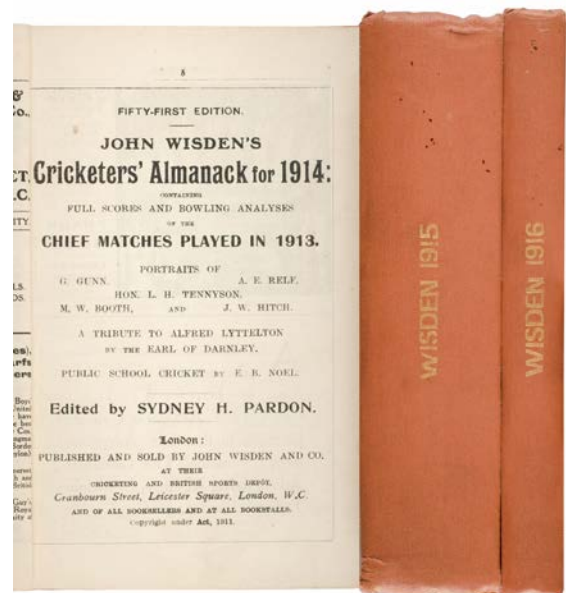 5
FIFTY-FIRST EDITION.
JOHN WISDEN'S
Cricketers' Almanack for 1914:
CONTAINING
FULL SCORES AND BOWLING ANALYSES
OF THE
CHIEF MATCHES PLAYED IN 1913.
PORTRAITS OF
G. GUNN. A. E. RELF,
HON. L. H. TENNYSON,
M. W. BOOTH, AND J. W. HITCH.
A TRIBUTE TO ALFRED LYTTELTON
BY THE EARL OF DARNLEY.
PUBLIC SCHOOL CRICKET BY E. B. NOEL.
Edited by SYDNEY H. PARDON.
London:
PUBLISHED AND SOLD BY JOHN WISDEN AND CO.
AT THEIR
CRICKETING AND BRITISH SPORTS DEPÔT,
Cranbourn Street, Leicester Square, London, W.C.
AND OF ALL BOOKSELLERS AND AT ALL BOOKSTALLS.
Copyright under Act, 1911.
WISDEN 1915
WISDEN 1916